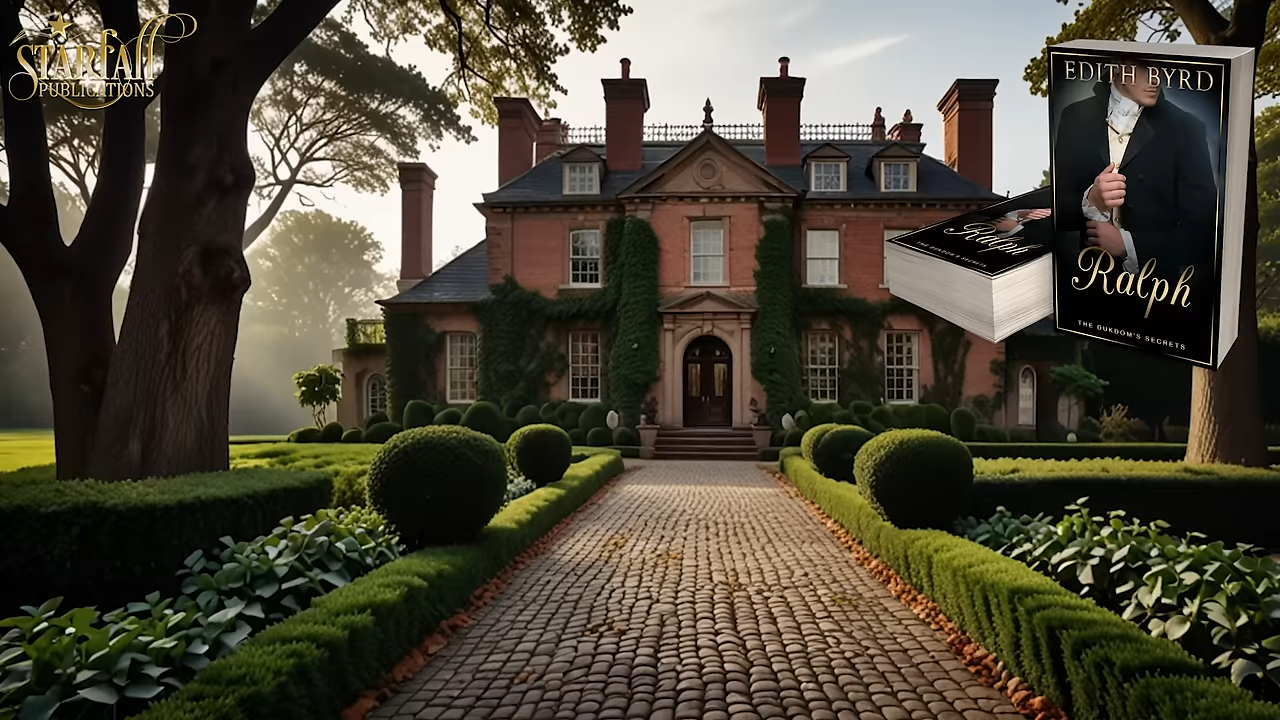 STARfall
PUBLICATIONS
EDITH BYRD
Ralph
THE DUKDOM'S SECRETS
Ralph
THE DUKDOM'S SECRETS